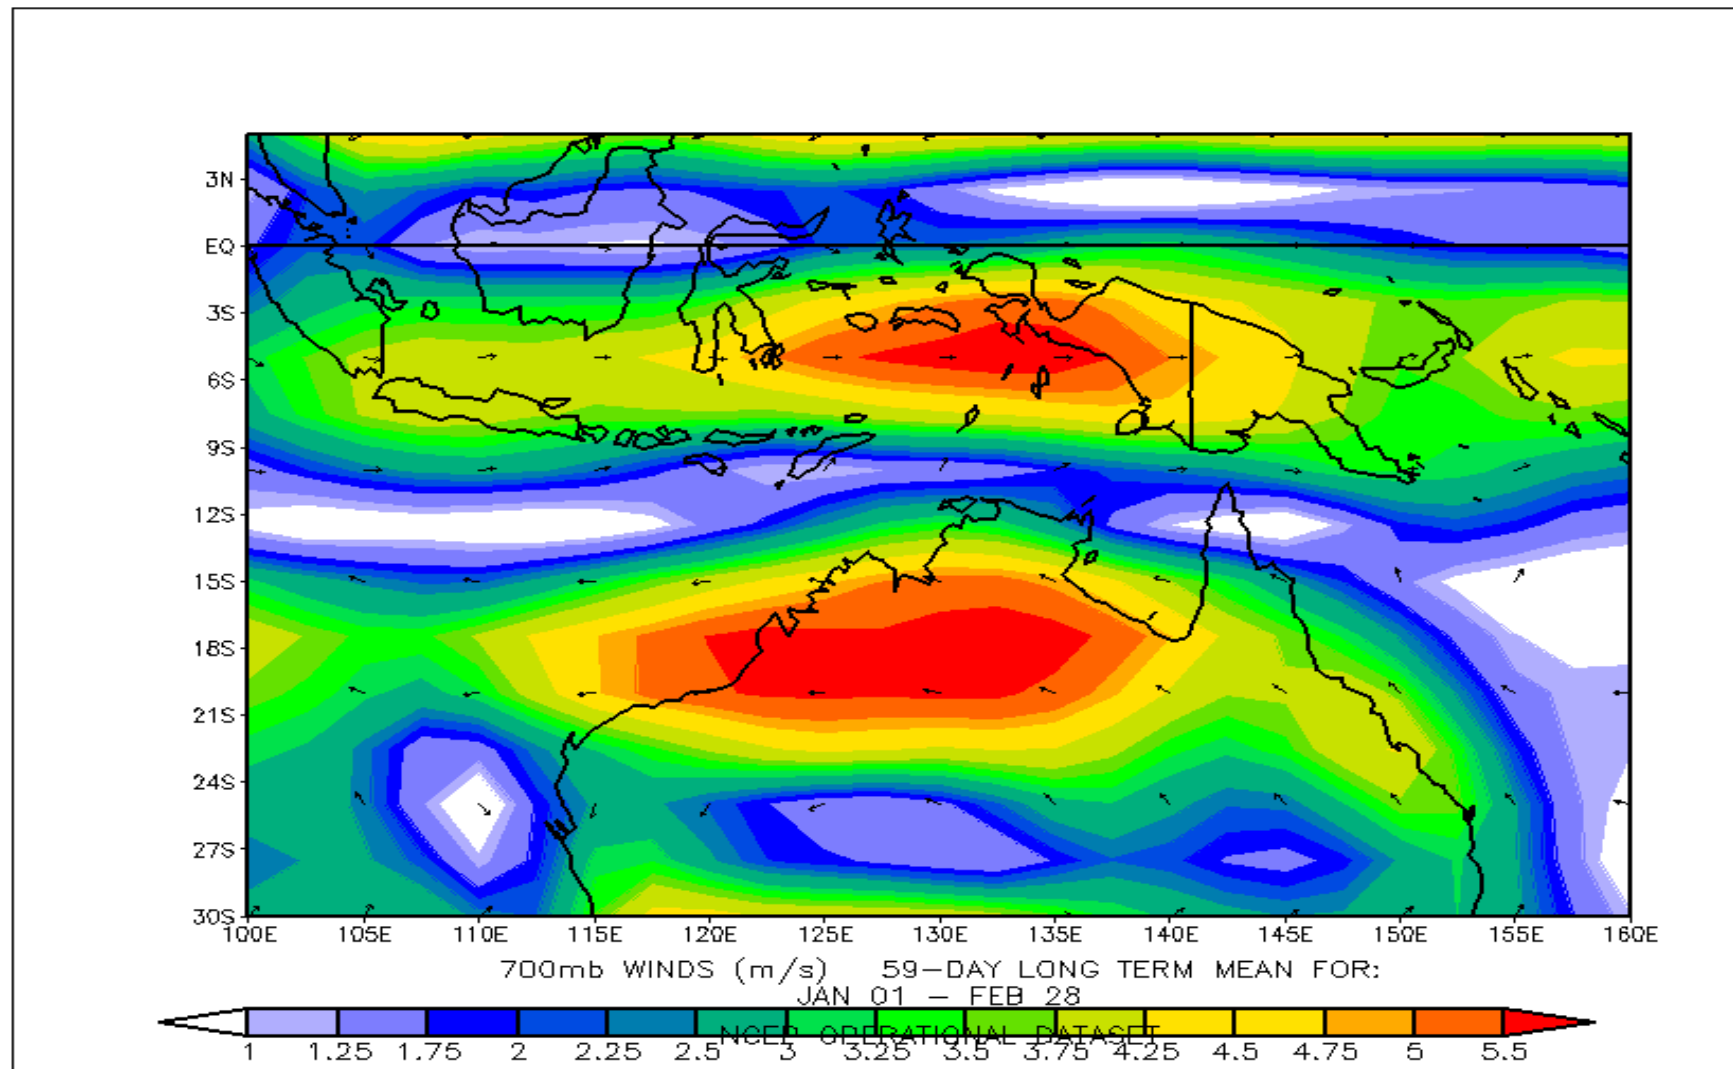 3N
EQ
3S
6S
9S
12S
15S
18S
21S
24S
27S
30S
100E 105E 110E 115E 120E 125E 130E 135E 140E 145E 150E 155E 160E
700mb WINDS (m/s) 59-DAY LONG TERM MEAN FOR:
JAN 01 - FEB 28
NCEP OPERATIONAL DATASET
1 1.25 1.75 2 2.25 2.5 3 3.25 3.5 3.75 4.25 4.5 4.75 5 5.5